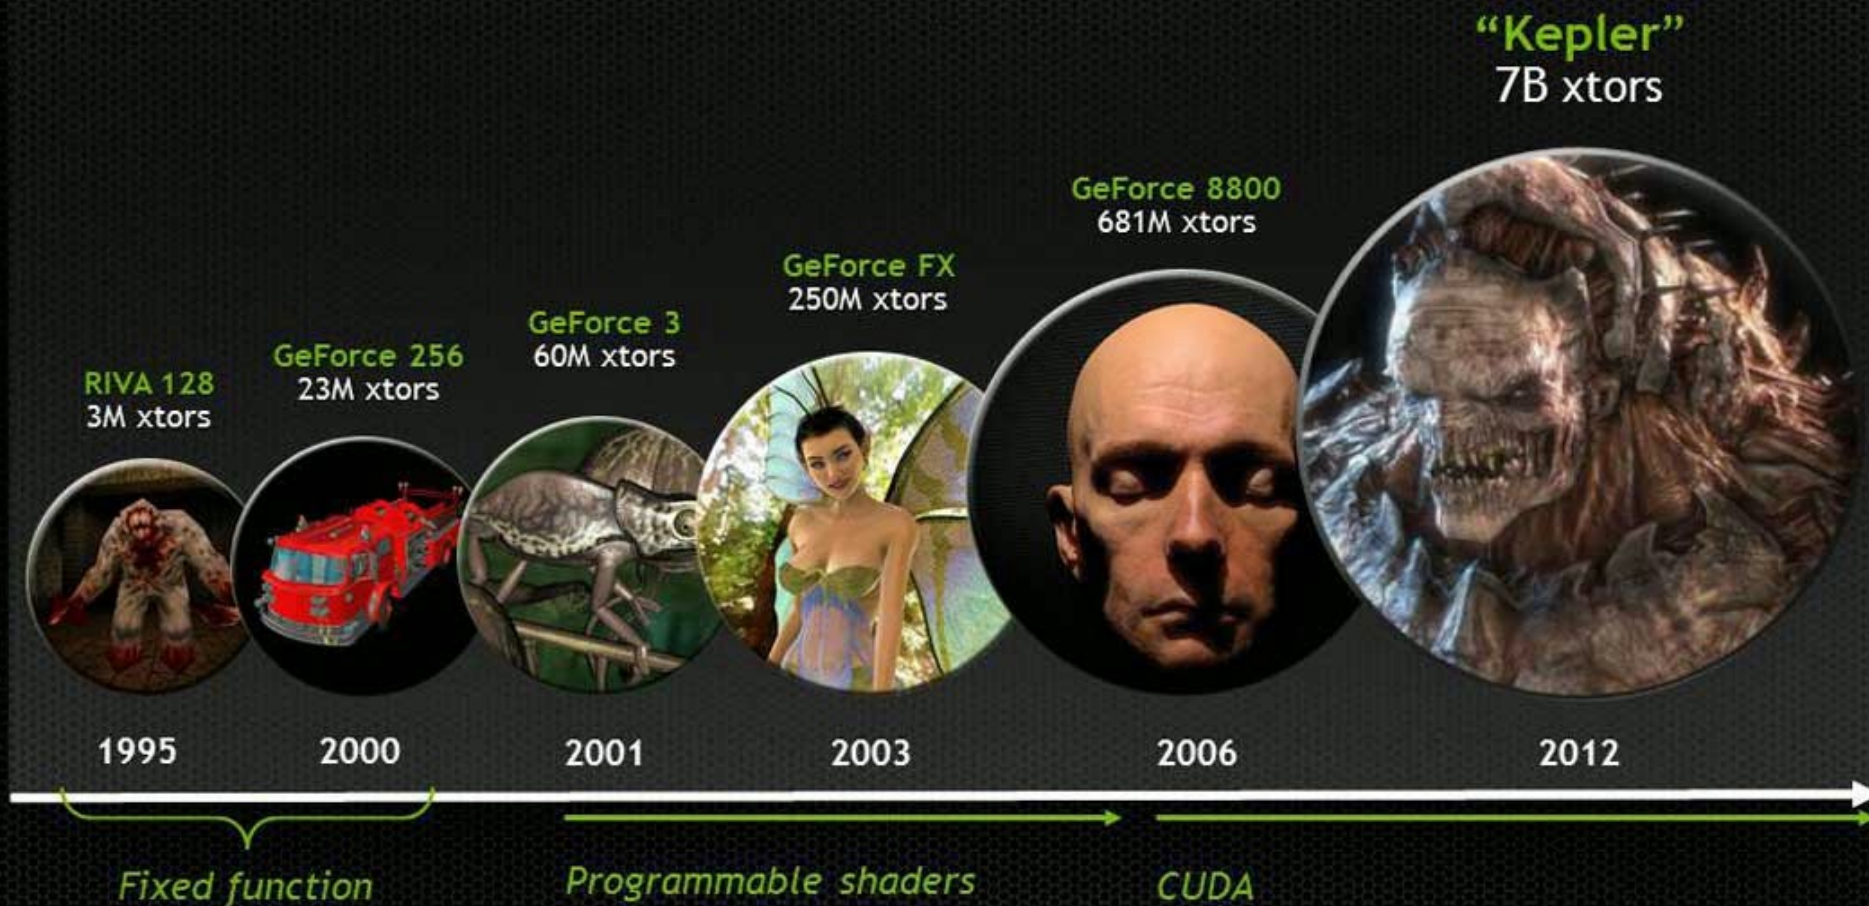 RIVA 128
3M xtors
GeForce 256
23M xtors
GeForce 3
60M xtors
GeForce FX
250M xtors
GeForce 8800
681M xtors
“Kepler”
7B xtors
1995
2000
2001
2003
2006
2012
Fixed function
Programmable shaders
CUDA